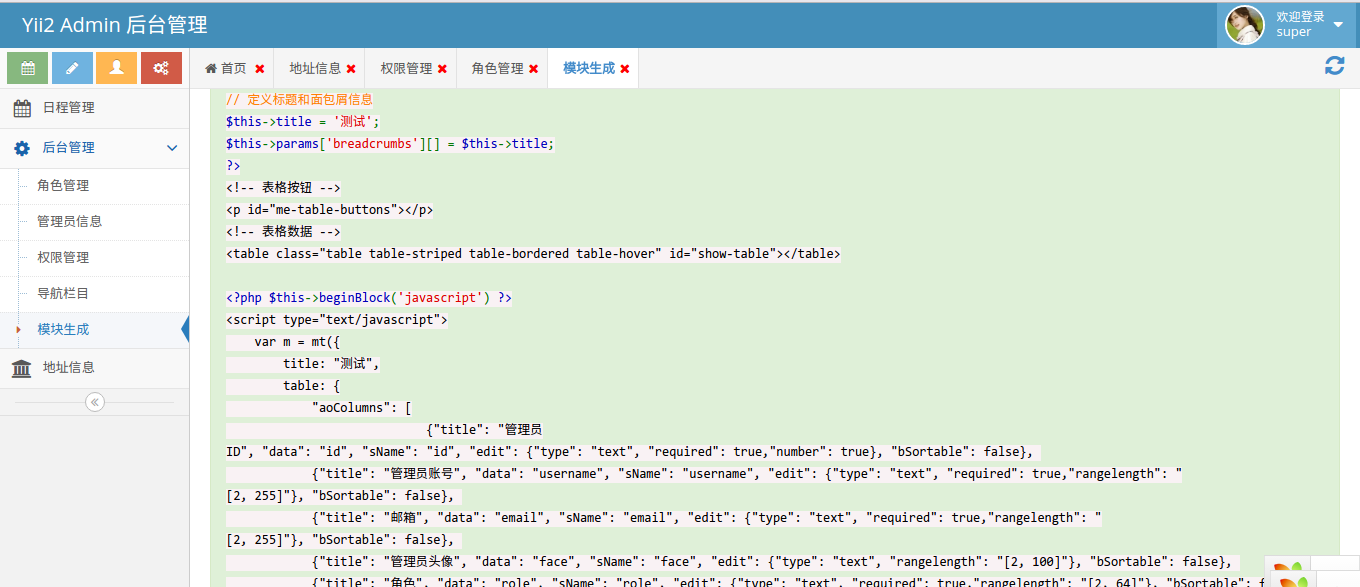 Yii2 Admin 后台管理
欢迎登录
super
首页
地址信息
权限管理
角色管理
模块生成
日程管理
后台管理
角色管理
管理员信息
权限管理
导航栏目
模块生成
地址信息
// 定义标题和面包屑信息
$this->title = '测试';
$this->params['breadcrumbs'][] = $this->title;
?>
<!-- 表格按钮 -->
<p id="me-table-buttons"></p>
<!-- 表格数据 -->
<table class="table table-striped table-bordered table-hover" id="show-table"></table>
<?php $this->beginBlock('javascript') ?>
<script type="text/javascript">
var m = mt({
title: "测试",
table: {
"aoColumns": [
{"title": "管理员
ID", "data": "id", "sName": "id", "edit": {"type": "text", "required": true,"number": true}, "bSortable": false},
{"title": "管理员账号", "data": "username", "sName": "username", "edit": {"type": "text", "required": true,"rangelength": "
[2, 255]"}, "bSortable": false},
{"title": "邮箱", "data": "email", "sName": "email", "edit": {"type": "text", "required": true,"rangelength": "
[2, 255]"}, "bSortable": false},
{"title": "管理员头像", "data": "face", "sName": "face", "edit": {"type": "text", "rangelength": "[2, 100]"}, "bSortable": false},
{"title": "角色", "data": "role", "sName": "role", "edit": {"type": "text", "required": true,"rangelength": "[2, 64]"}, "bSortable": f